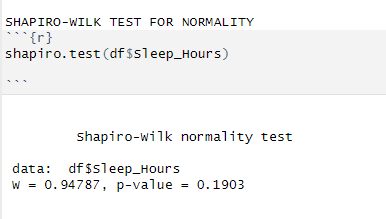 SHAPIRO-WILK TEST FOR NORMALITY
```{r}
shapiro.test(df$Sleep_Hours)
```
Shapiro-Wilk normality test
data:  df$Sleep_Hours
W = 0.94787, p-value = 0.1903